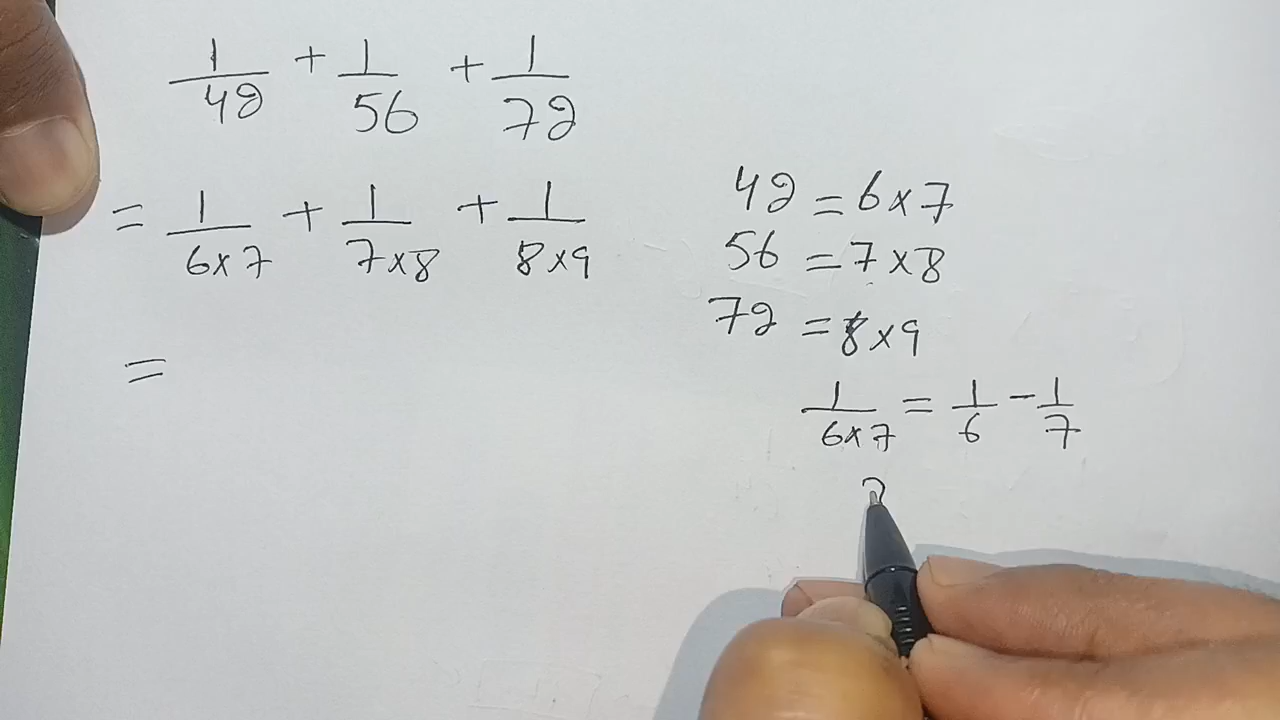 1/42 + 1/56 + 1/72
= 1/6×7 + 1/7×8 + 1/8×9
=
42 = 6×7
56 = 7×8
72 = 8×9
1/6×7 = 1/6 - 1/7